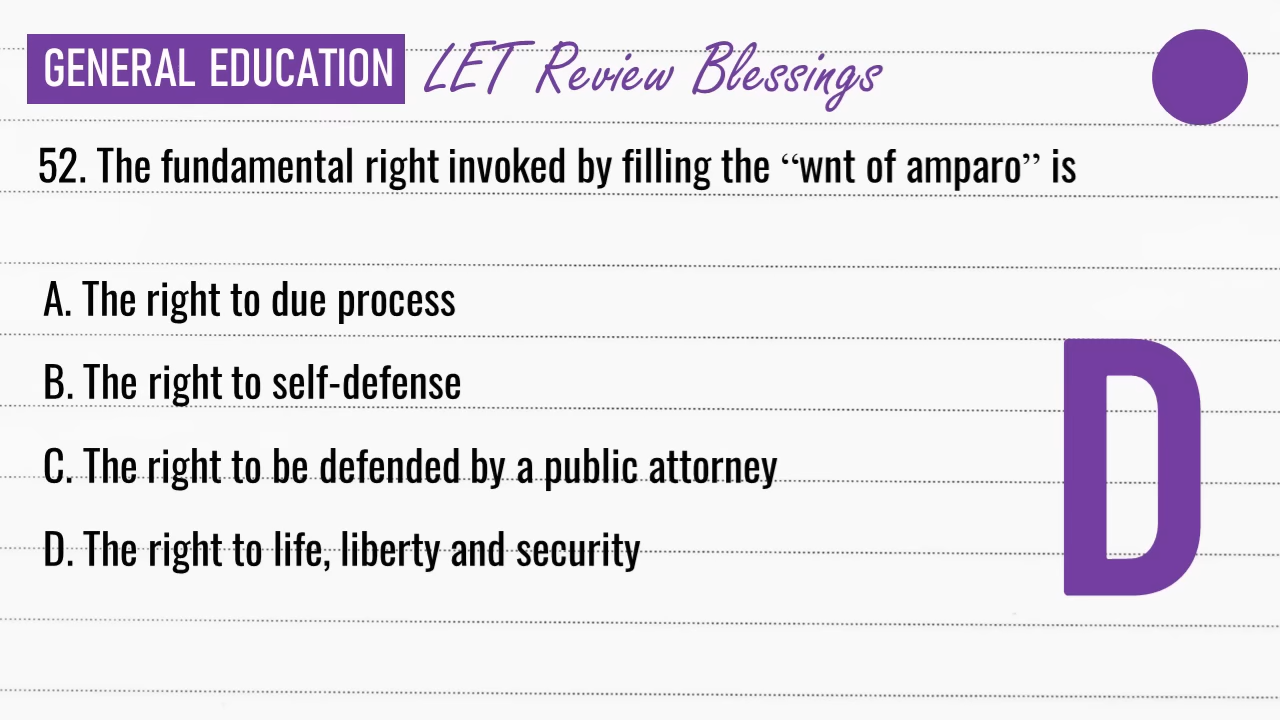 GENERAL EDUCATION LET Review Blessings
52. The fundamental right invoked by filling the “wnt of amparo” is
A. The right to due process
B. The right to self-defense
C. The right to be defended by a public attorney
D. The right to life, liberty and security
D